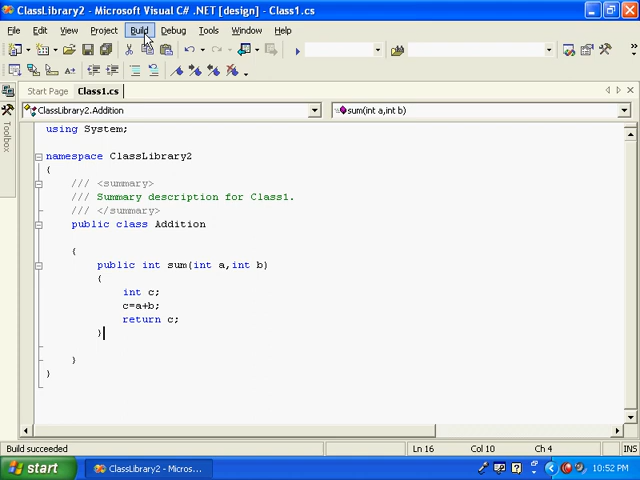 ClassLibrary2 - Microsoft Visual C# .NET [design] - Class1.cs
File Edit View Project Build Debug Tools Window Help
Start Page Class1.cs
ClassLibrary2.Addition sum(int a,int b)
Toolbox
using System;
namespace ClassLibrary2
{
/// <summary>
/// Summary description for Class1.
/// </summary>
public class Addition
{
public int sum(int a,int b)
{
int c;
c=a+b;
return c;
}
}
}
Build succeeded Ln 16 Col 10 Ch 4 INS
start ClassLibrary2 - Micros... 10:52 PM